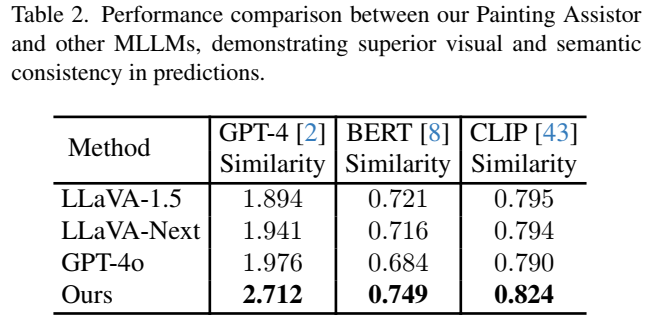 Table 2. Performance comparison between our Painting Assistor
and other MLLMs, demonstrating superior visual and semantic
consistency in predictions.
Method GPT-4 [2] Similarity BERT [8] Similarity CLIP [43] Similarity
LLaVA-1.5 1.894 0.721 0.795
LLaVA-Next 1.941 0.716 0.794
GPT-4o 1.976 0.684 0.790
Ours 2.712 0.749 0.824